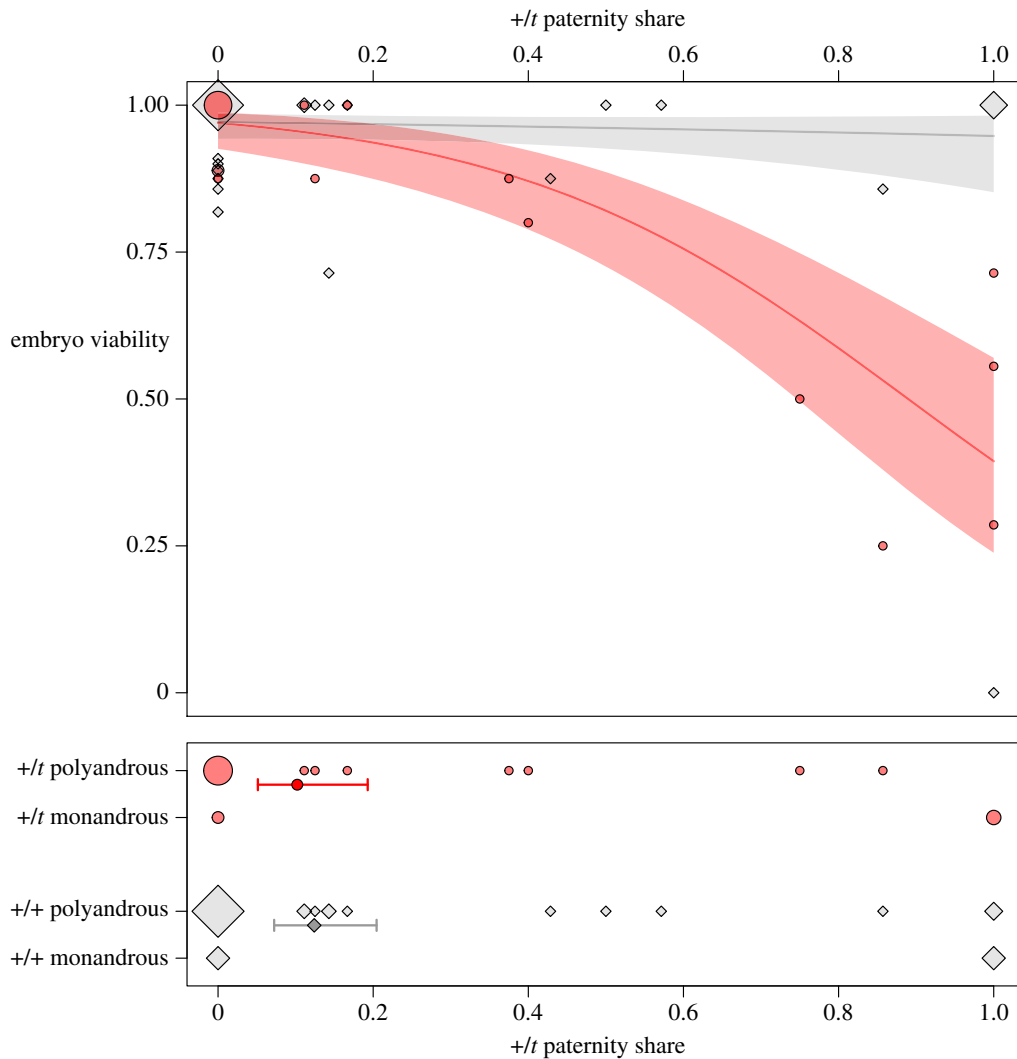 +/t paternity share
0 0.2 0.4 0.6 0.8 1.0
1.00
0.75
embryo viability
0.50
0.25
0
+/t polyandrous
+/t monandrous
+/+ polyandrous
+/+ monandrous
0 0.2 0.4 0.6 0.8 1.0
+/t paternity share